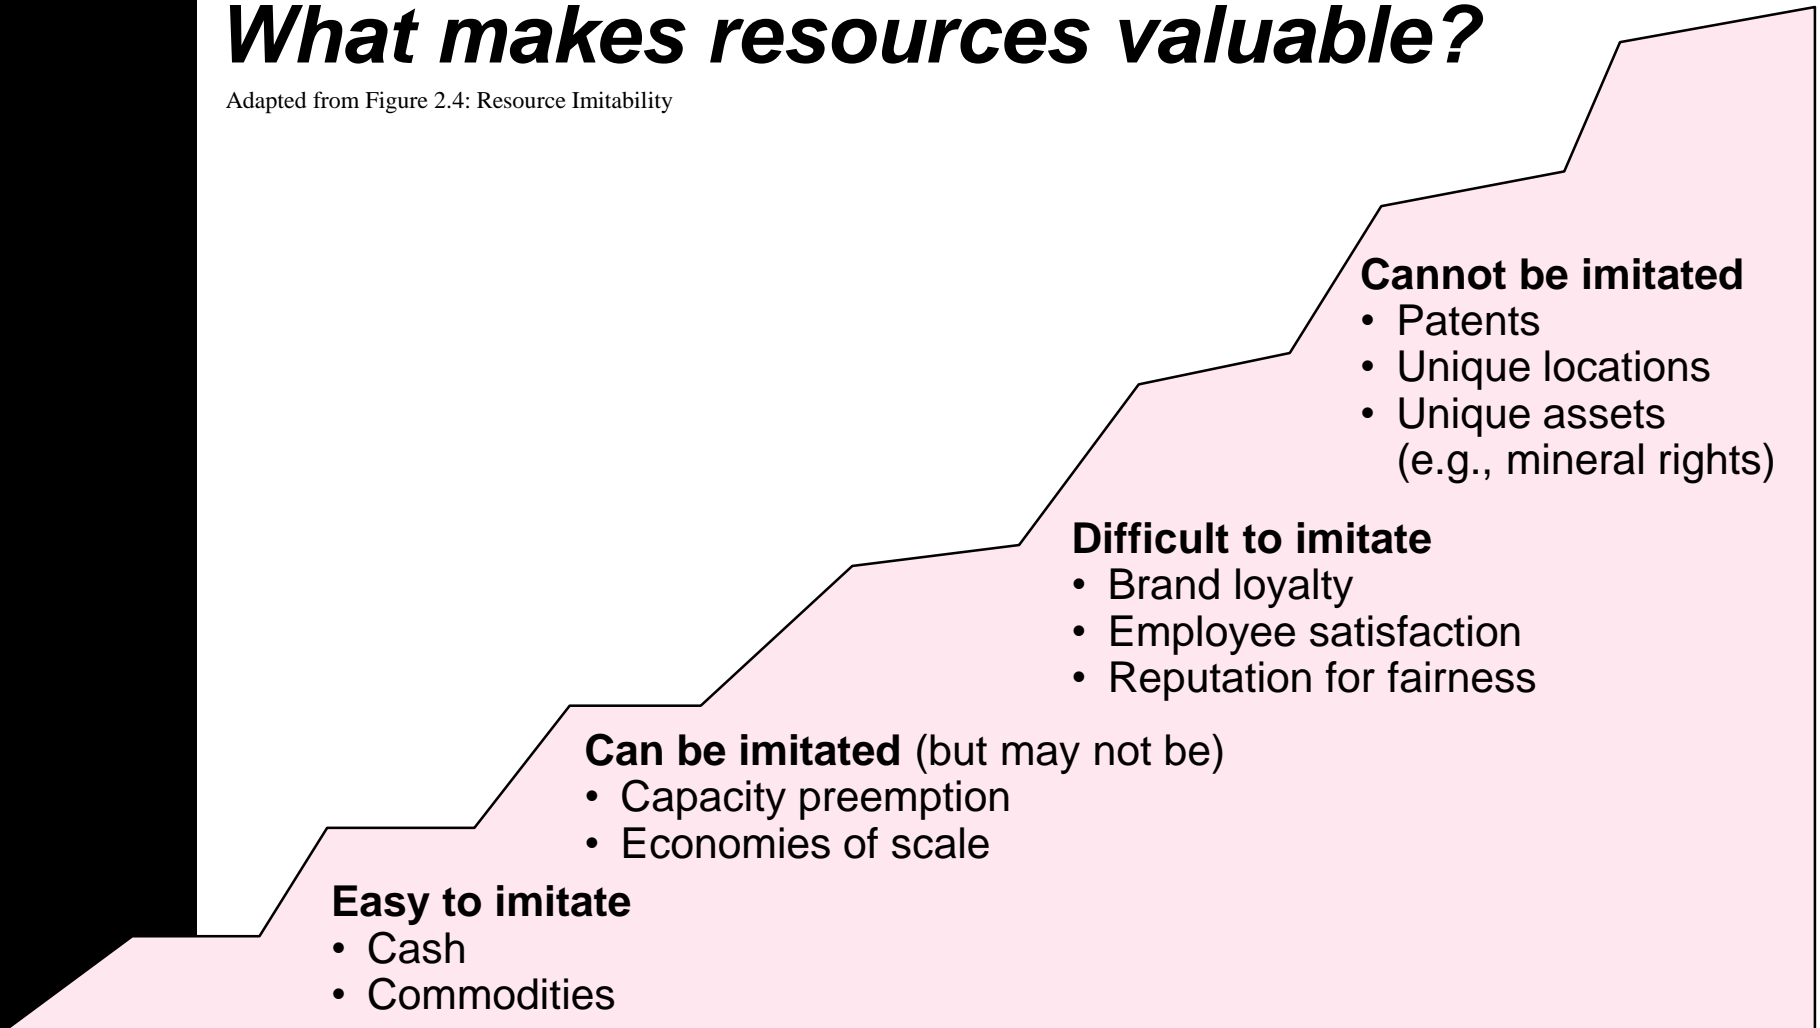 What makes resources valuable?
Adapted from Figure 2.4: Resource Imitability
Cannot be imitated
• Patents
• Unique locations
• Unique assets
(e.g., mineral rights)
Difficult to imitate
• Brand loyalty
• Employee satisfaction
• Reputation for fairness
Can be imitated (but may not be)
• Capacity preemption
• Economies of scale
Easy to imitate
• Cash
• Commodities